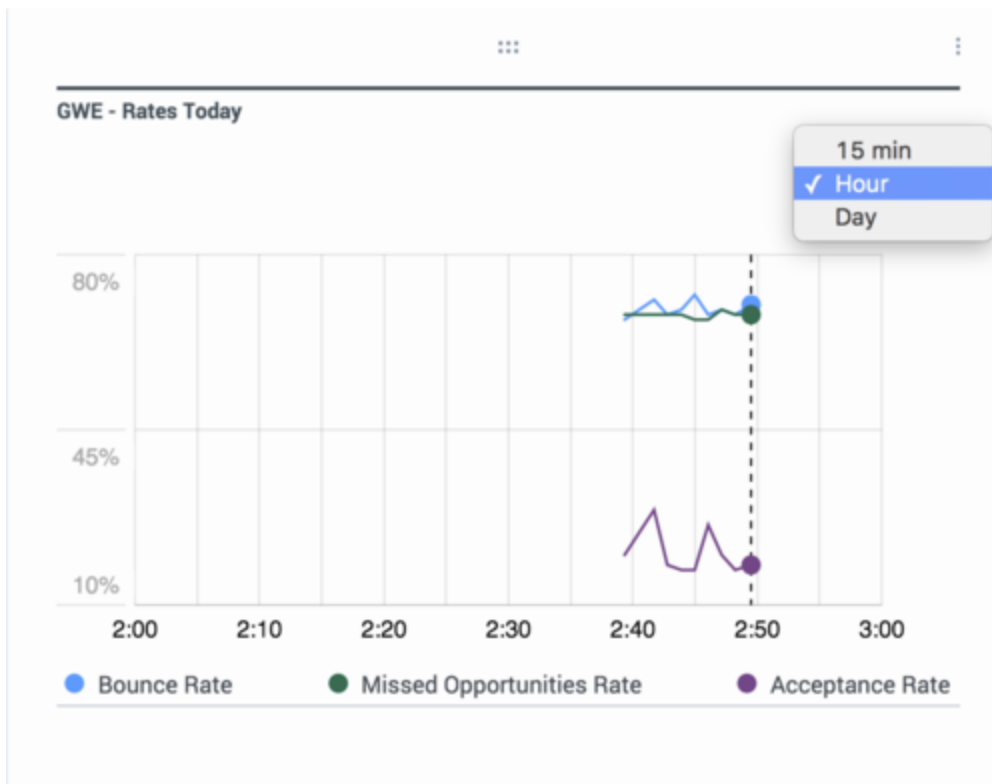 GWE - Rates Today
15 min
✓ Hour
Day
80%
45%
10%
2:00 2:10 2:20 2:30 2:40 2:50 3:00
Bounce Rate Missed Opportunities Rate Acceptance Rate